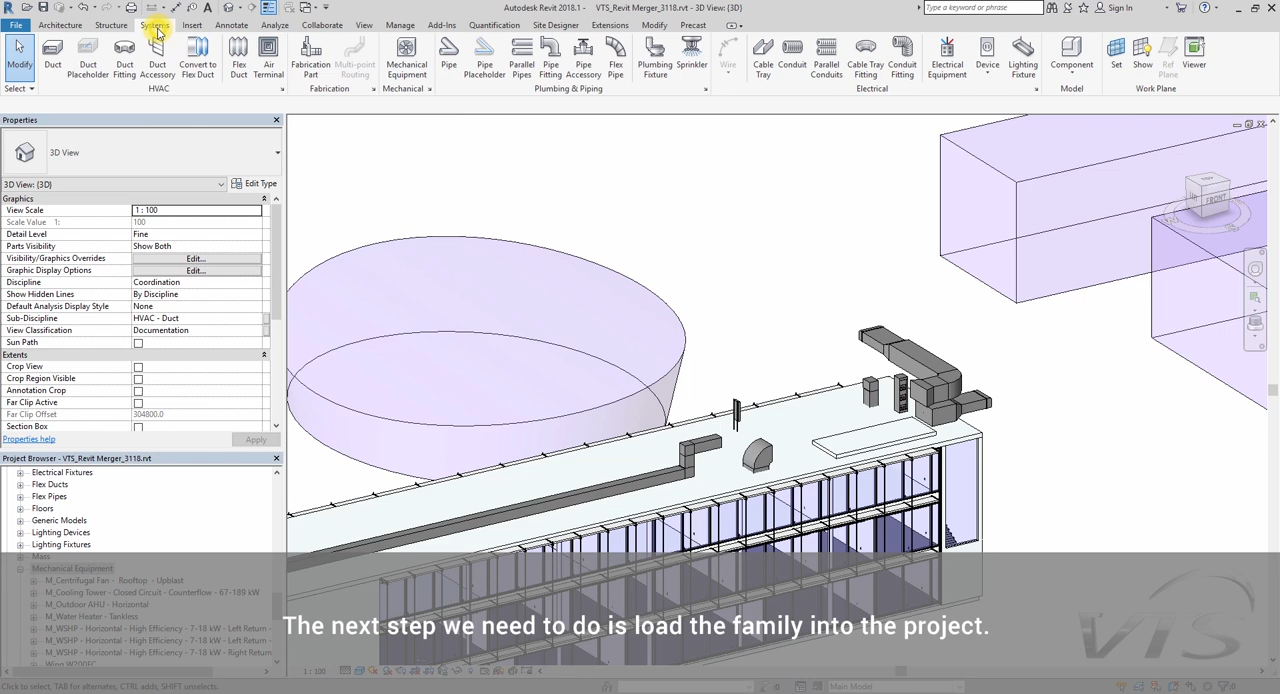 Autodesk Revit 2018.1 - VTS_Revit Merger_3118.rvt - 3D View: {3D}
Type a keyword or phrase
Sign In
File Architecture Structure Systems Insert Annotate Analyze Collaborate View Manage Add-Ins Quantification Site Designer Extensions Modify Precast
Modify
Duct
Duct Placeholder
Duct Fitting
Duct Accessory
Convert to Flex Duct
Flex Duct
Air Terminal
Fabrication Part
Multi-point Routing
Mechanical Equipment
Pipe
Pipe Placeholder
Parallel Pipes
Pipe Fitting
Pipe Accessory
Flex Pipe
Plumbing Fixture
Sprinkler
Wire
Cable Tray
Conduit
Parallel Conduits
Cable Tray Fitting
Conduit Fitting
Electrical Equipment
Device
Lighting Fixture
Component
Set
Show
Ref Plane
Viewer
Select HVAC Fabrication Mechanical Plumbing & Piping Electrical Model Work Plane
Properties
3D View
3D View: {3D} Edit Type
Graphics
View Scale 1 : 100
Scale Value 1: 100
Detail Level Fine
Parts Visibility Show Both
Visibility/Graphics Overrides Edit...
Graphic Display Options Edit...
Discipline Coordination
Show Hidden Lines By Discipline
Default Analysis Display Style None
Sub-Discipline HVAC - Duct
View Classification Documentation
Sun Path
Extents
Crop View
Crop Region Visible
Annotation Crop
Far Clip Active
Far Clip Offset 304800.0
Section Box
Properties help Apply
Project Browser - VTS_Revit Merger_3118.rvt
Electrical Fixtures
Flex Ducts
Flex Pipes
Floors
Generic Models
Lighting Devices
Lighting Fixtures
Mass
Mechanical Equipment
M_Centrifugal Fan - Rooftop - Upblast
M_Cooling Tower - Closed Circuit - Counterflow - 67-189 kW
M_Outdoor AHU - Horizontal
M_Water Heater - Tankless
M_WSHP - Horizontal - High Efficiency - 7-18 kW - Left Return -
M_WSHP - Horizontal - High Efficiency - 7-18 kW - Left Return -
M_WSHP - Horizontal - High Efficiency - 7-18 kW - Right Return
Wing W200EC
FRONT
The next step we need to do is load the family into the project.
VTS
1 : 100
Click to select, TAB for alternates, CTRL adds, SHIFT unselects.
:0
Main Model
:0